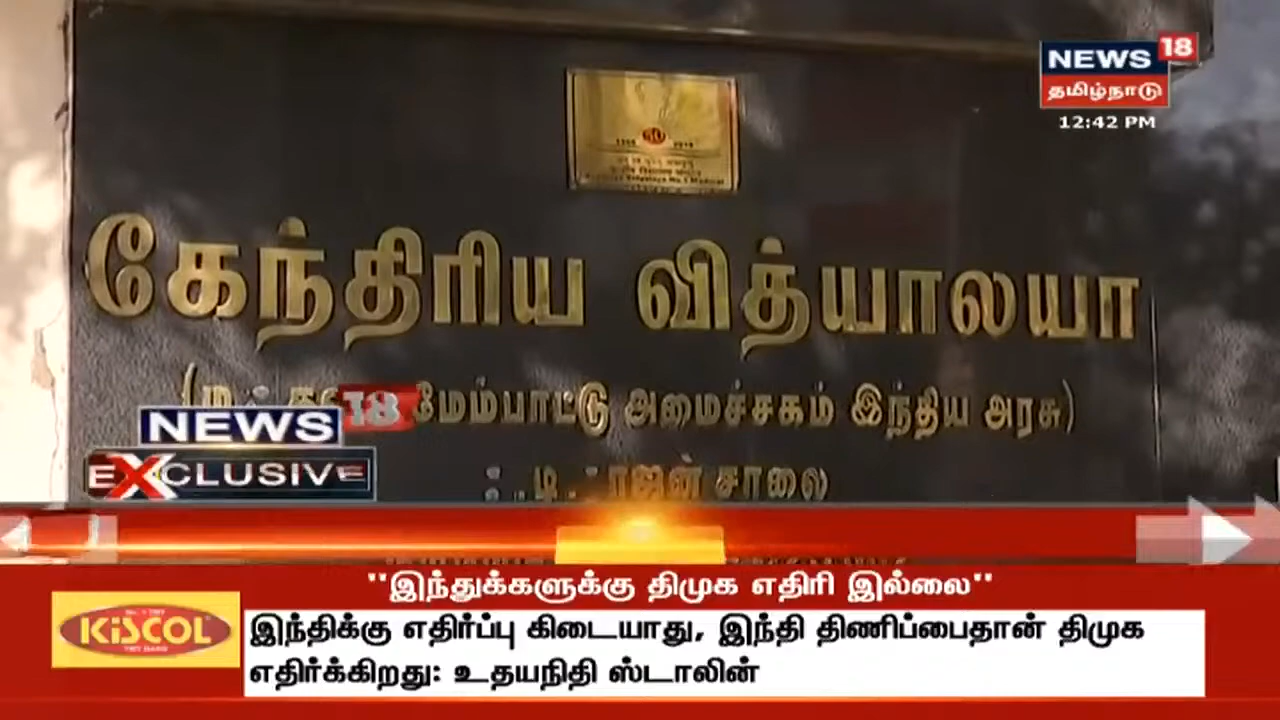 NEWS 18
தமிழ்நாடு
12:42 PM
50
கேந்திரிய வித்யாலயா
மேம்பாட்டு அமைச்சகம் இந்திய அரசு)
சாலை
NEWS 18
EXCLUSIVE
"இந்துக்களுக்கு திமுக எதிரி இல்லை"
KiSCOL
இந்திக்கு எதிர்ப்பு கிடையாது, இந்தி திணிப்பைதான் திமுக
எதிர்க்கிறது: உதயநிதி ஸ்டாலின்